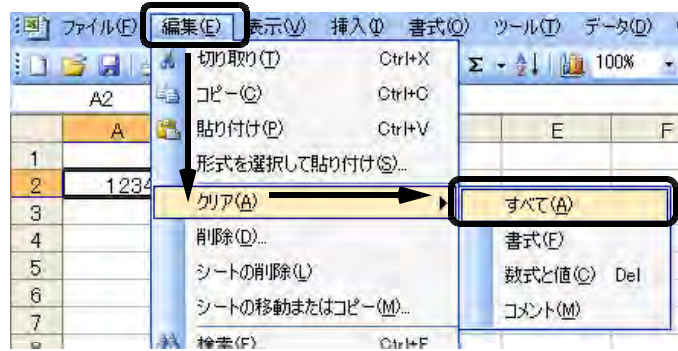 ファイル(F) 編集(E) 表示(V) 挿入(I) 書式(O) ツール(T) データ(D)
切り取り(T) Ctrl+X
Σ 100%
A2
コピー(C) Ctrl+C
A
貼り付け(P) Ctrl+V
E F
1
形式を選択して貼り付け(S)...
2 1234
クリア(A) すべて(A)
3
4
削除(D)... 書式(F)
5
シートの削除(L) 数式と値(C) Del
6
シートの移動またはコピー(M)... コメント(M)
7
8
検索(F)... Ctrl+F